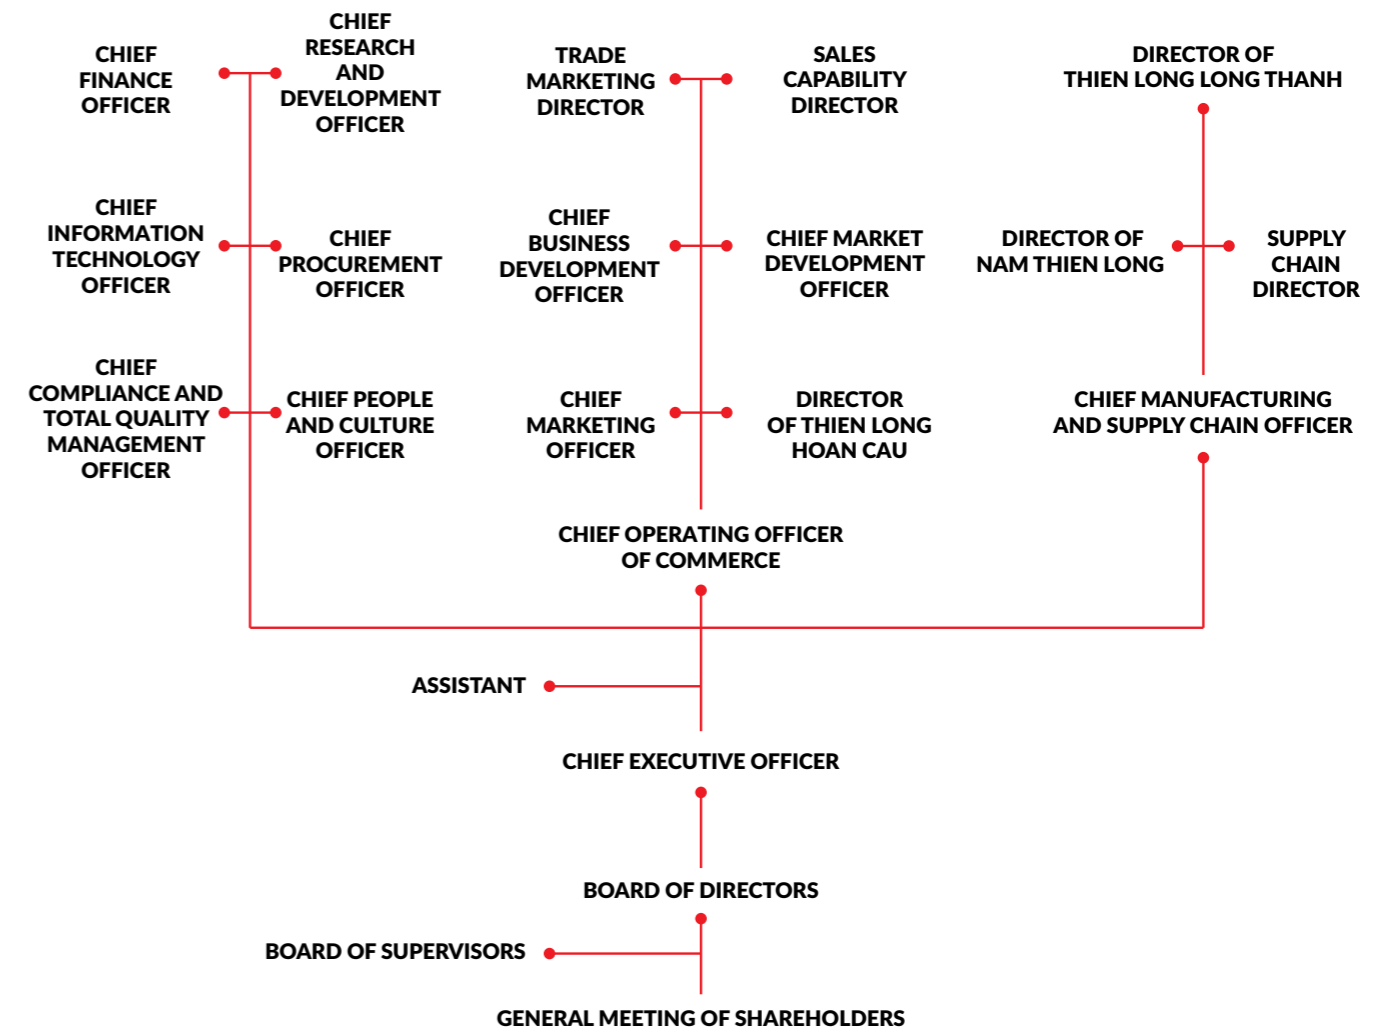 CHIEF
FINANCE
OFFICER
CHIEF
RESEARCH
AND
DEVELOPMENT
OFFICER
TRADE
MARKETING
DIRECTOR
SALES
CAPABILITY
DIRECTOR
DIRECTOR OF
THIEN LONG LONG THANH
CHIEF
INFORMATION
TECHNOLOGY
OFFICER
CHIEF
PROCUREMENT
OFFICER
CHIEF
BUSINESS
DEVELOPMENT
OFFICER
CHIEF MARKET
DEVELOPMENT
OFFICER
DIRECTOR OF
NAM THIEN LONG
SUPPLY
CHAIN
DIRECTOR
CHIEF
COMPLIANCE AND
TOTAL QUALITY
MANAGEMENT
OFFICER
CHIEF PEOPLE
AND CULTURE
OFFICER
CHIEF
MARKETING
OFFICER
DIRECTOR
OF THIEN LONG
HOAN CAU
CHIEF MANUFACTURING
AND SUPPLY CHAIN OFFICER
CHIEF OPERATING OFFICER
OF COMMERCE
ASSISTANT
CHIEF EXECUTIVE OFFICER
BOARD OF DIRECTORS
BOARD OF SUPERVISORS
GENERAL MEETING OF SHAREHOLDERS